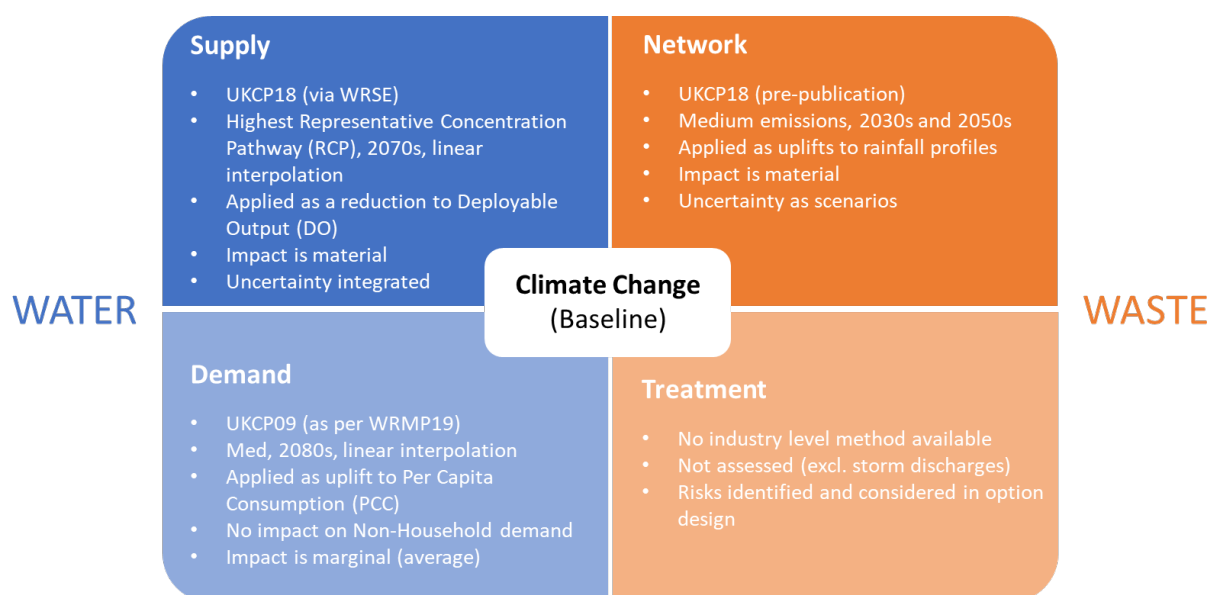 Supply
• UKCP18 (via WRSE)
• Highest Representative Concentration
Pathway (RCP), 2070s, linear
interpolation
• Applied as a reduction to Deployable
Output (DO)
• Impact is material
• Uncertainty integrated
Network
• UKCP18 (pre-publication)
• Medium emissions, 2030s and 2050s
• Applied as uplifts to rainfall profiles
• Impact is material
• Uncertainty as scenarios
WATER
Climate Change
(Baseline)
WASTE
Demand
• UKCP09 (as per WRMP19)
• Med, 2080s, linear interpolation
• Applied as uplift to Per Capita
Consumption (PCC)
• No impact on Non-Household demand
• Impact is marginal (average)
Treatment
• No industry level method available
• Not assessed (excl. storm discharges)
• Risks identified and considered in option
design